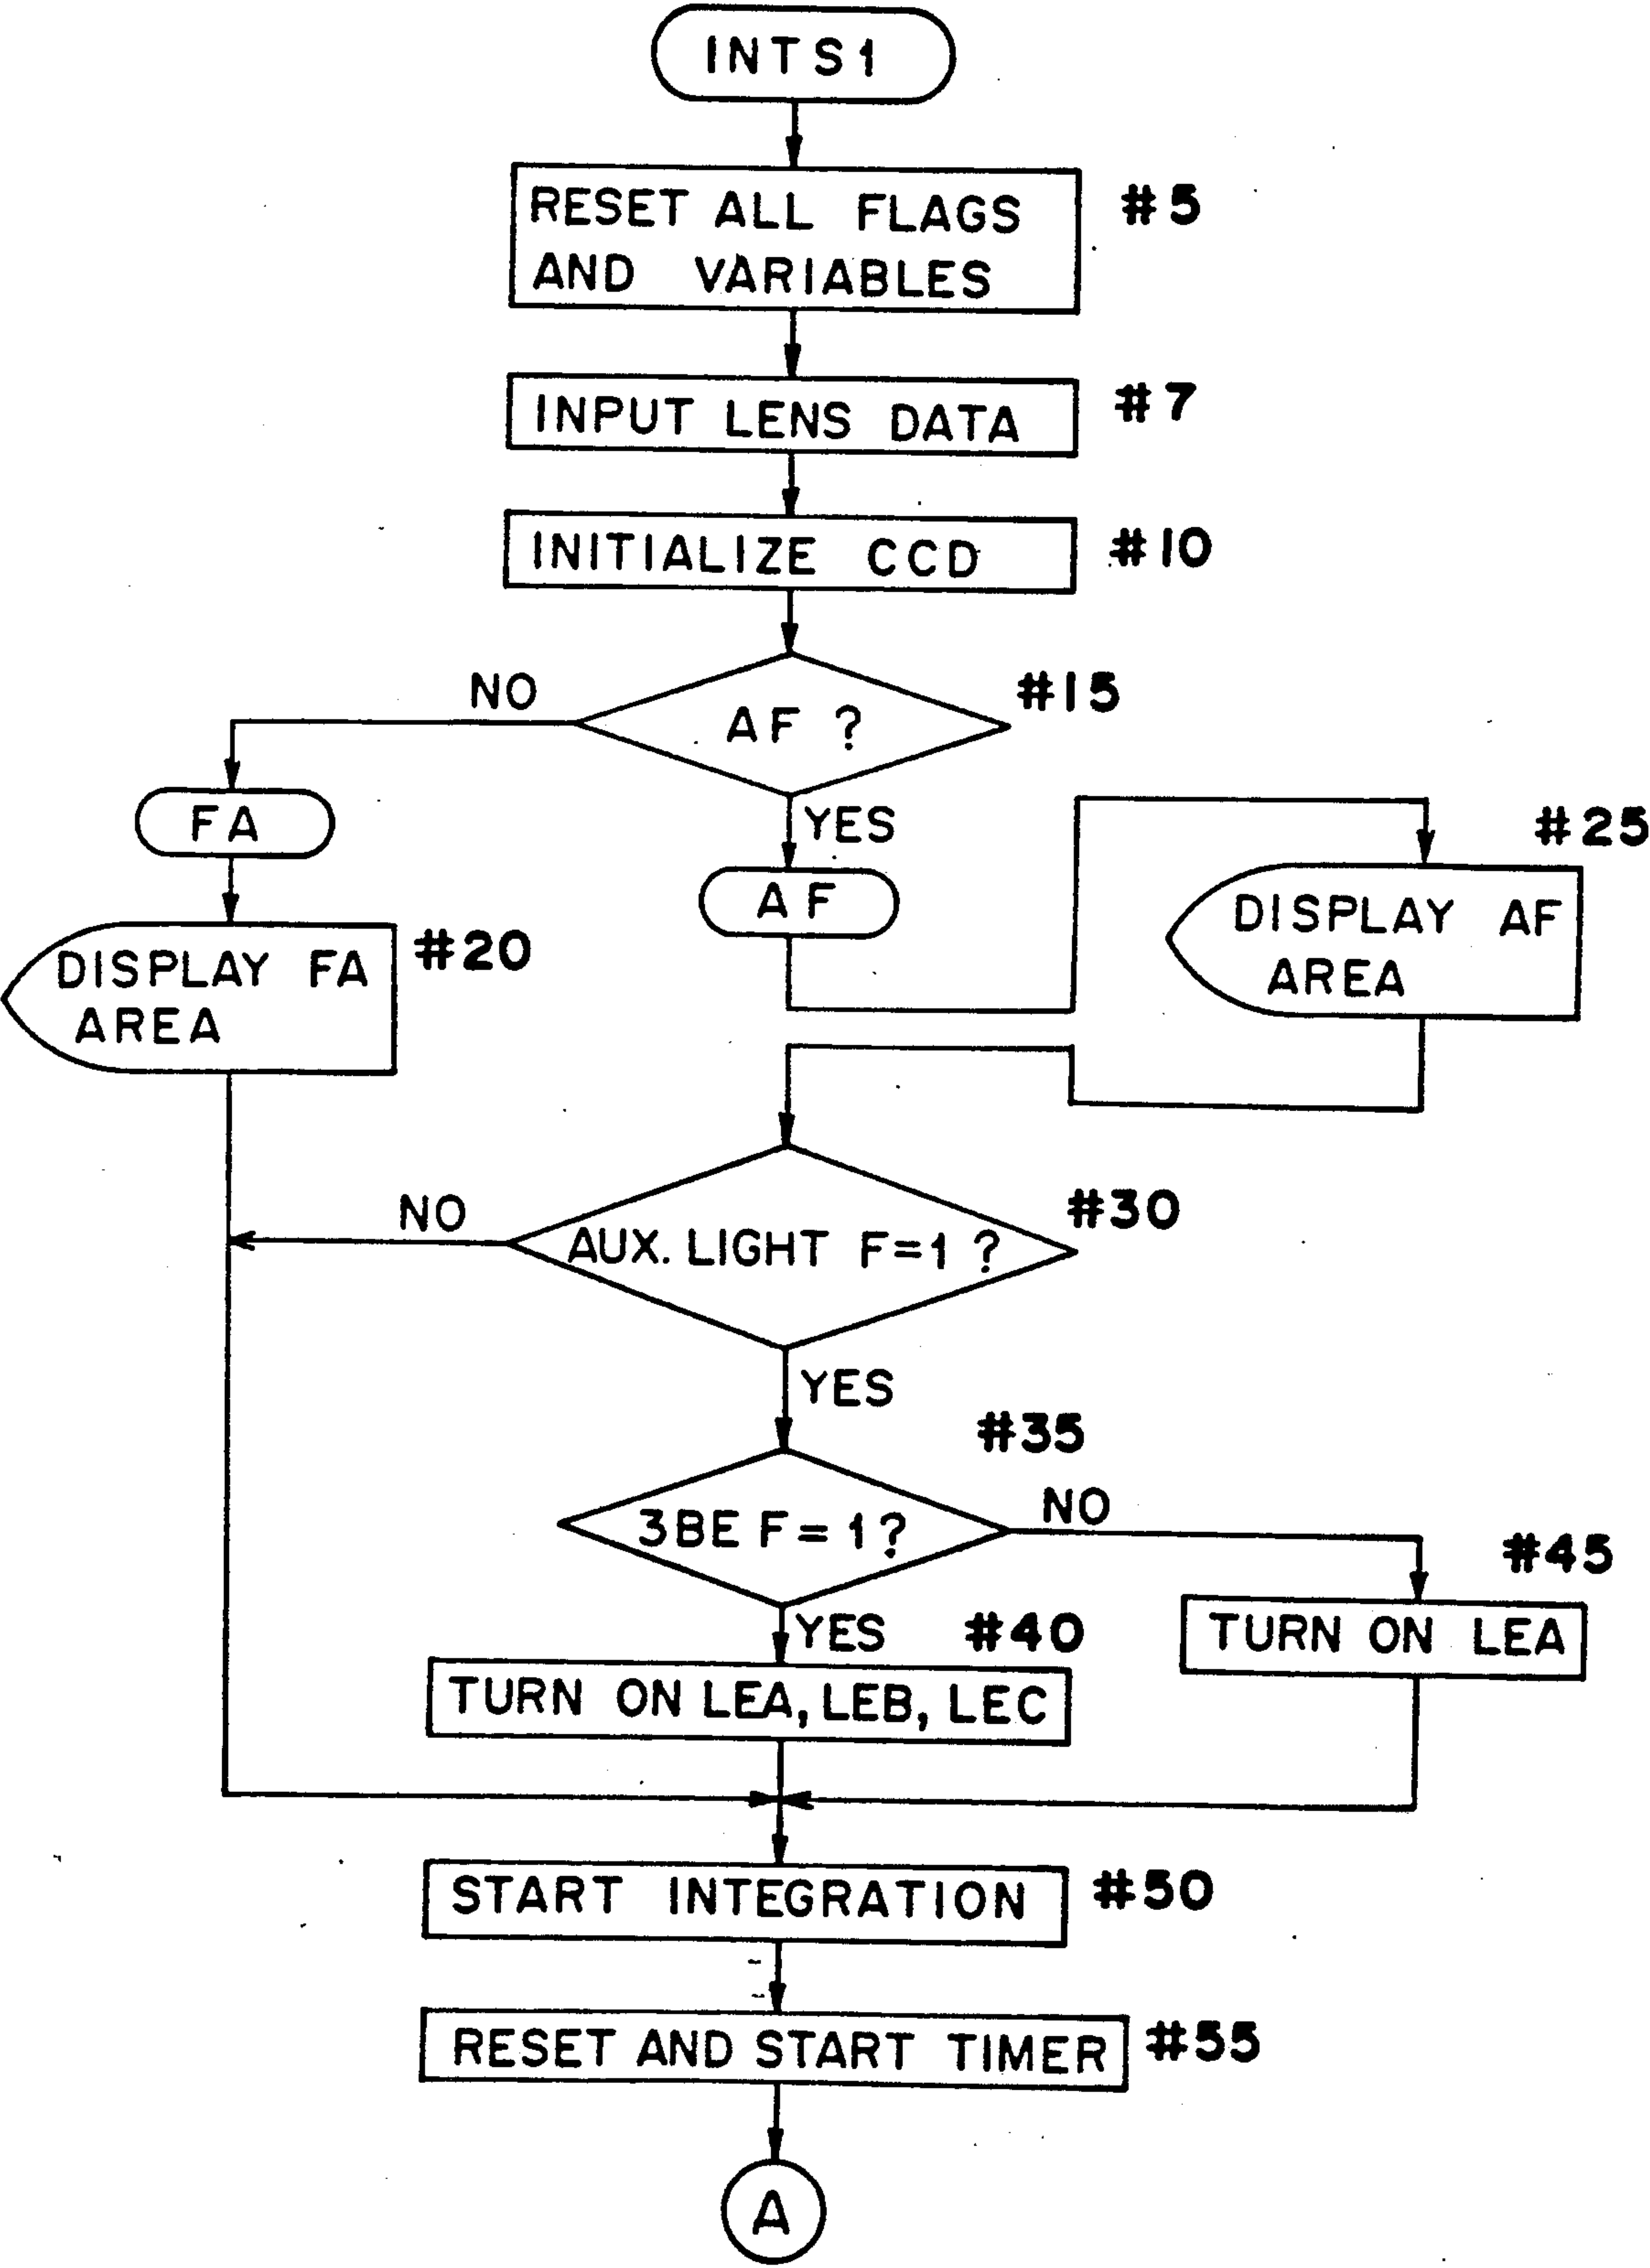 INTS1
RESET ALL FLAGS
AND VARIABLES
#5
INPUT LENS DATA
#7
INITIALIZE CCD
#10
NO
AF ?
#15
FA
YES
AF
#25
DISPLAY AF
AREA
DISPLAY FA
AREA
#20
NO
AUX. LIGHT F=1 ?
#30
YES
#35
3BE F=1?
NO
#45
YES
#40
TURN ON LEA
TURN ON LEA, LEB, LEC
START INTEGRATION
#50
RESET AND START TIMER
#55
A